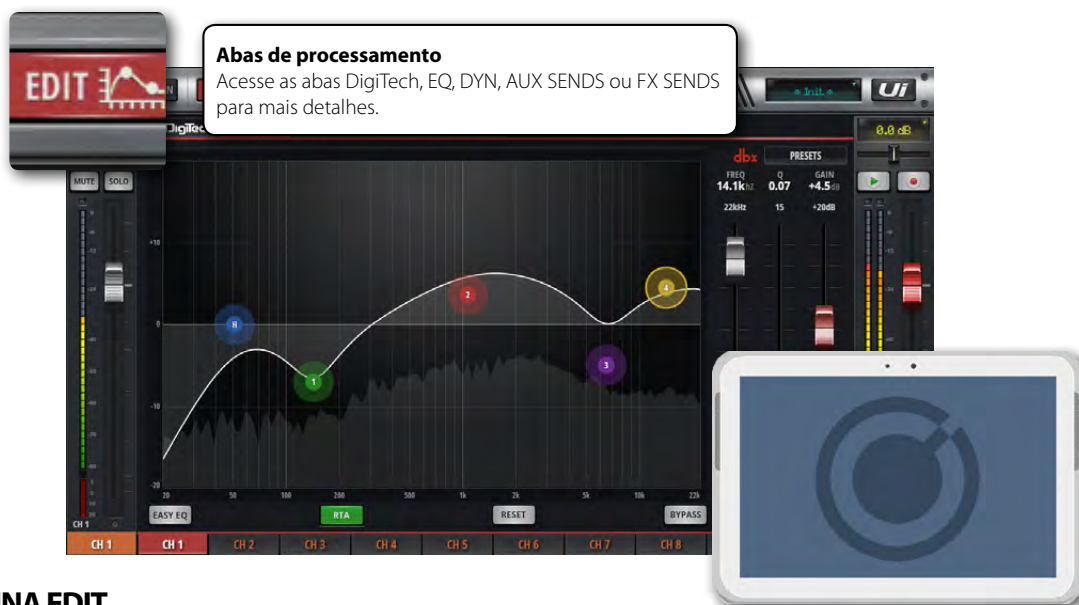 EDIT
Abas de processamento
Acesse as abas DigiTech, EQ, DYN, AUX SENDS ou FX SENDS
para mais detalhes.
* Init *
Ui
DigiTec
0.0 dB
dbx
PRESETS
MUTE
SOLO
FREQ
Q
GAIN
14.1khz
0.07
+4.5dB
22kHz
15
+20dB
+10
0
-10
-20
H
1
2
3
4
20
50
100
200
500
1k
2k
5k
10k
22k
EASY EQ
RTA
RESET
BYPASS
CH 1
CH 1
CH 1
CH 2
CH 3
CH 4
CH 5
CH 6
CH 7
CH 8
NA EDIT